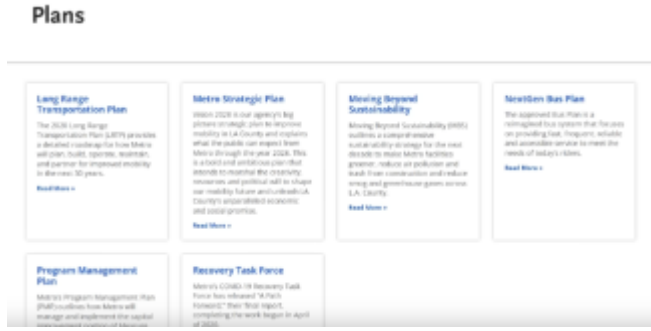 Plans
Long Range
Transportation Plan
The 2020 Long Range
Transportation Plan (LRTP) provides
a detailed roadmap for how Metro
will plan, build, operate, maintain,
and partner for improved mobility
in the next 30 years.
Read More »
Metro Strategic Plan
Vision 2028 is our agency's big
picture strategic plan to improve
mobility in LA County and explains
what the public can expect from
Metro through the year 2028. This
is a bold and ambitious plan that
intends to marshal the creativity,
resources and political will to shape
our mobility future and unleash LA
County's unparalleled economic
and social promise.
Read More »
Moving Beyond
Sustainability
Moving Beyond Sustainability (MBS)
outlines a comprehensive
sustainability strategy for the next
decade to make Metro facilities
greener, reduce air pollution and
trash from construction and reduce
smog and greenhouse gases across
L.A. County.
Read More »
NextGen Bus Plan
The approved Bus Plan is a
reimagined bus system that focuses
on providing fast, frequent, reliable
and accessible service to meet the
needs of today's riders.
Read More »
Program Management
Plan
Metro's Program Management Plan
(PMP) outlines how Metro will
manage and implement the capital
improvement portion of Measure
Recovery Task Force
Metro's COVID-19 Recovery Task
Force has released "A Path
Forward," their final report,
completing the work begun in April
of 2020.